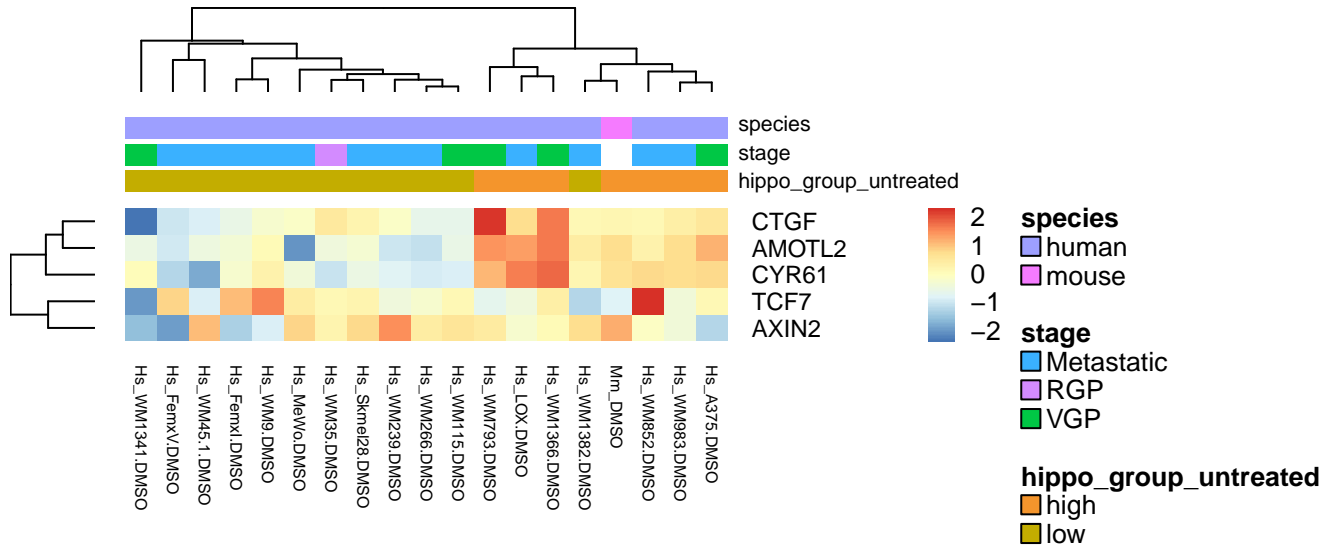 species
stage
hippo_group_untreated
CTGF
AMOTL2
CYR61
TCF7
AXIN2
Hs_WM1341.DMSO
Hs_FemxV.DMSO
Hs_WM45.1.DMSO
Hs_FemxI.DMSO
Hs_WM9.DMSO
Hs_MeWo.DMSO
Hs_WM35.DMSO
Hs_Skmel28.DMSO
Hs_WM239.DMSO
Hs_WM266.DMSO
Hs_WM115.DMSO
Hs_WM793.DMSO
Hs_LOX.DMSO
Hs_WM1366.DMSO
Hs_WM1382.DMSO
Mm_DMSO
Hs_WM852.DMSO
Hs_WM983.DMSO
Hs_A375.DMSO
2
1
0
−1
−2
species
human
mouse
stage
Metastatic
RGP
VGP
hippo_group_untreated
high
low